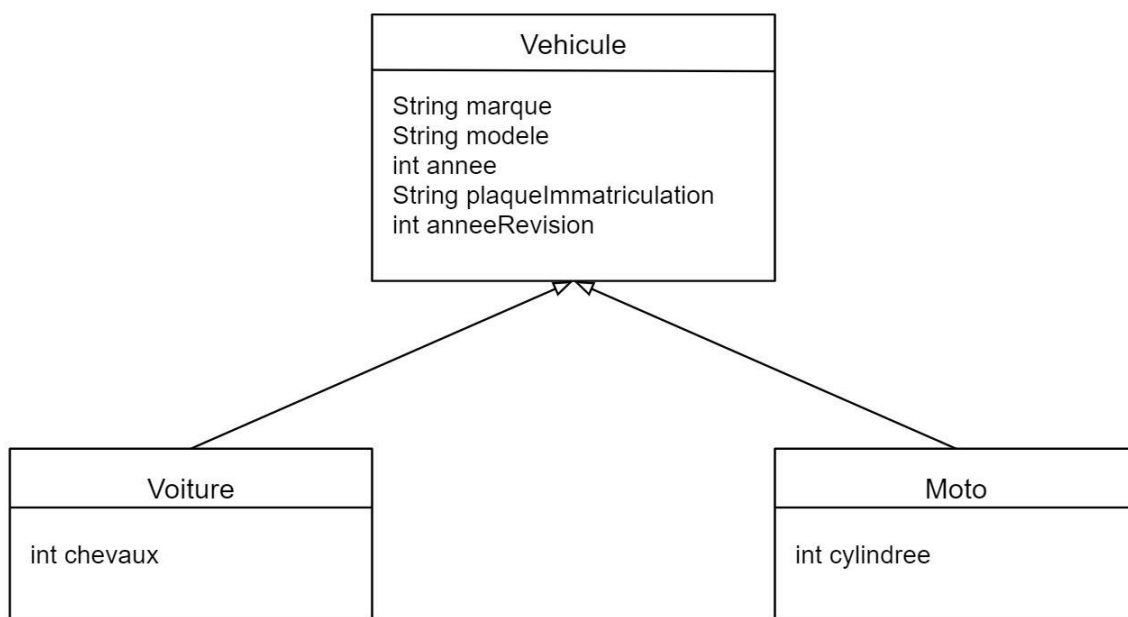 Vehicule
String marque
String modele
int annee
String plaqueImmatriculation
int anneeRevision
Voiture
int chevaux
Moto
int cylindree